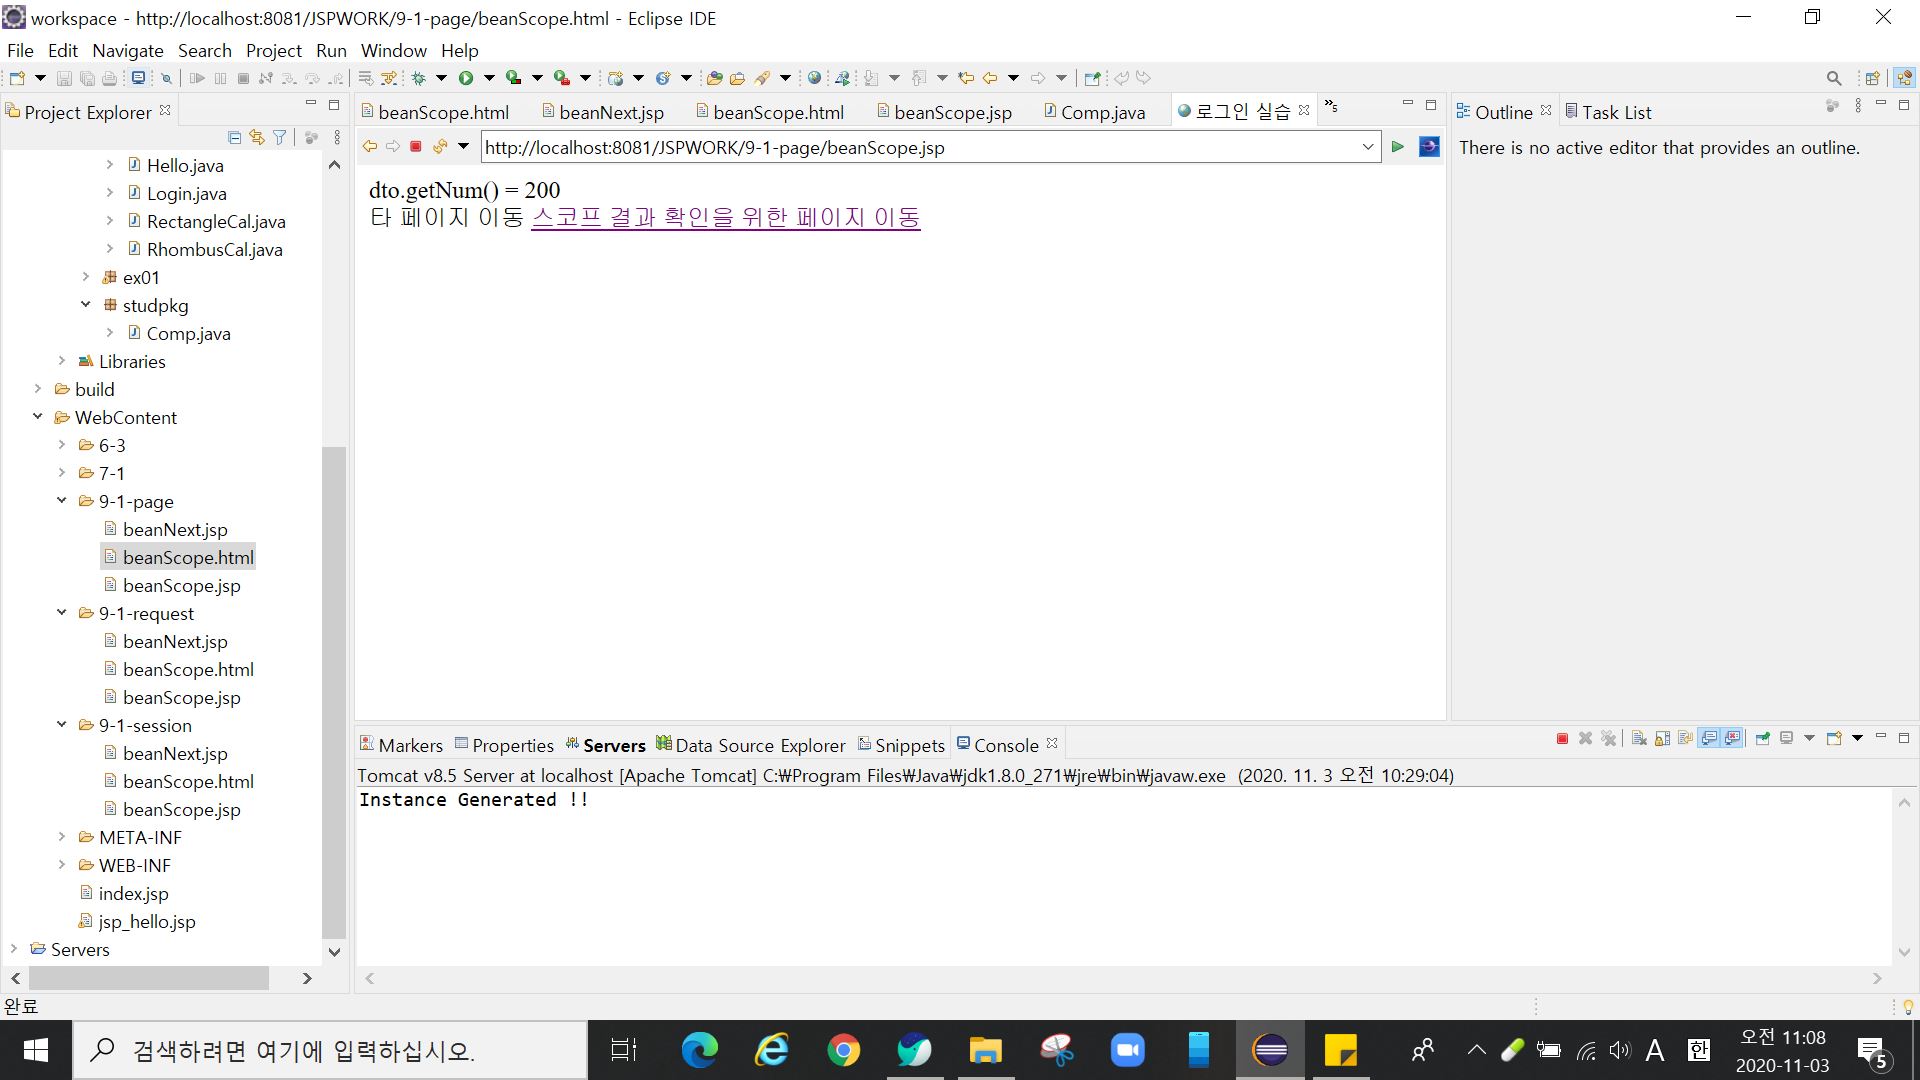 workspace - http://localhost:8081/JSPWORK/9-1-page/beanScope.html - Eclipse IDE
File Edit Navigate Search Project Run Window Help
Project Explorer
Hello.java
Login.java
RectangleCal.java
RhombusCal.java
ex01
studpkg
Comp.java
Libraries
build
WebContent
6-3
7-1
9-1-page
beanNext.jsp
beanScope.html
beanScope.jsp
9-1-request
beanNext.jsp
beanScope.html
beanScope.jsp
9-1-session
beanNext.jsp
beanScope.html
beanScope.jsp
META-INF
WEB-INF
index.jsp
jsp_hello.jsp
Servers
beanScope.html beanNext.jsp beanScope.html beanScope.jsp Comp.java 로그인 실습 »5
http://localhost:8081/JSPWORK/9-1-page/beanScope.jsp
dto.getNum() = 200
타 페이지 이동 스코프 결과 확인을 위한 페이지 이동
Outline Task List
There is no active editor that provides an outline.
Markers Properties Servers Data Source Explorer Snippets Console
Tomcat v8.5 Server at localhost [Apache Tomcat] C:₩Program Files₩Java₩jdk1.8.0_271₩jre₩bin₩javaw.exe (2020. 11. 3 오전 10:29:04)
Instance Generated !!
완료
검색하려면 여기에 입력하십시오.
A 한
오전 11:08
2020-11-03
5